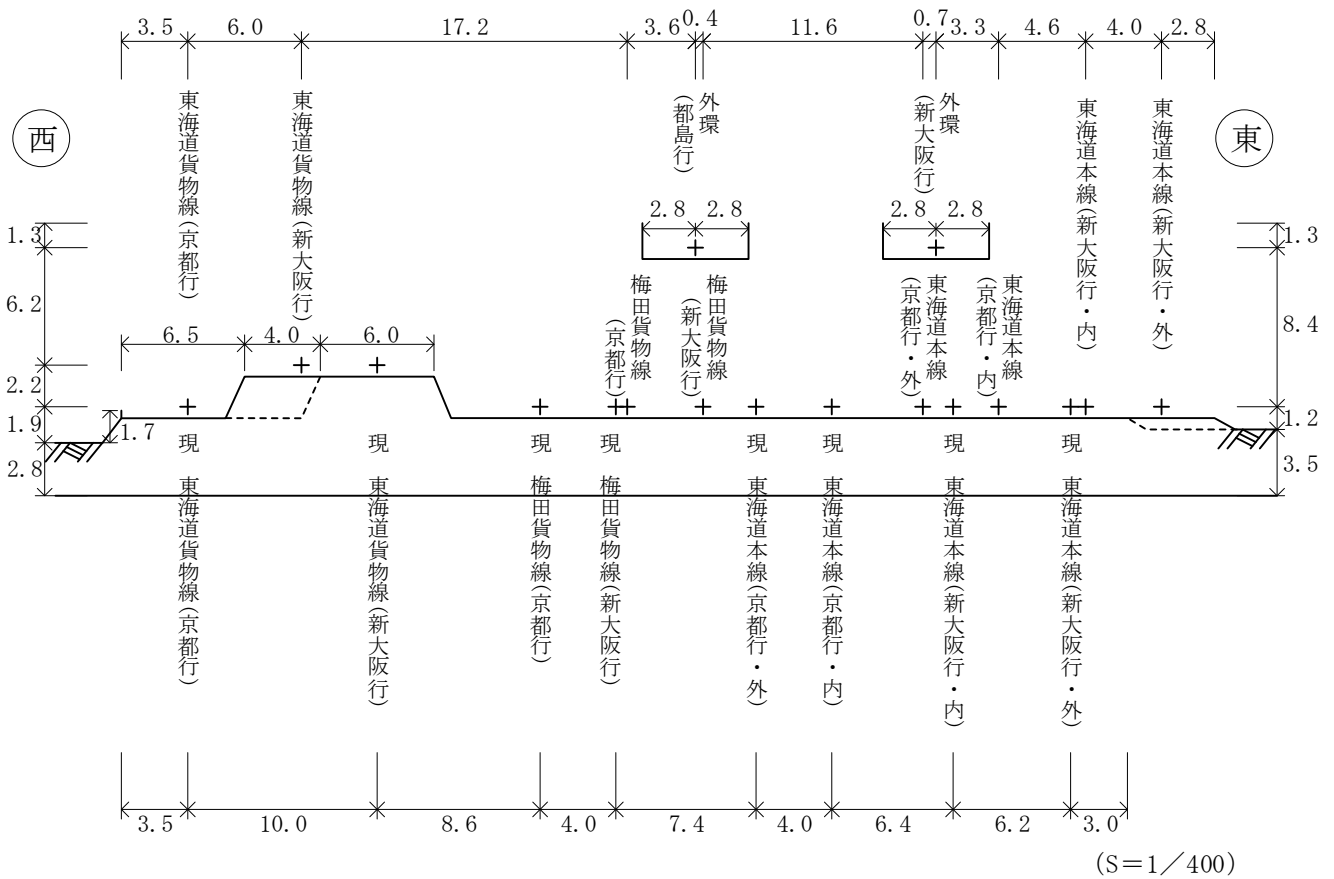 3.5 6.0 17.2 3.6 0.4 11.6 0.7 3.3 4.6 4.0 2.8
西
東
東海道貨物線(京都行)
東海道貨物線(新大阪行)
外環
(都島行)
外環
(新大阪行)
東海道本線(新大阪行・内)
東海道本線(新大阪行・外)
2.8 2.8
2.8 2.8
1.3
6.2
2.2
1.9
2.8
1.3
8.4
1.2
3.5
6.5 4.0 6.0
1.7
梅田貨物線
(京都行)
梅田貨物線
(新大阪行)
東海道本線
(京都行・外)
東海道本線
(京都行・内)
現 東海道貨物線(京都行)
現 東海道貨物線(新大阪行)
現 梅田貨物線(京都行)
現 梅田貨物線(新大阪行)
現 東海道本線(京都行・外)
現 東海道本線(京都行・内)
現 東海道本線(新大阪行・内)
現 東海道本線(新大阪行・外)
3.5 10.0 8.6 4.0 7.4 4.0 6.4 6.2 3.0
(S=1／400)